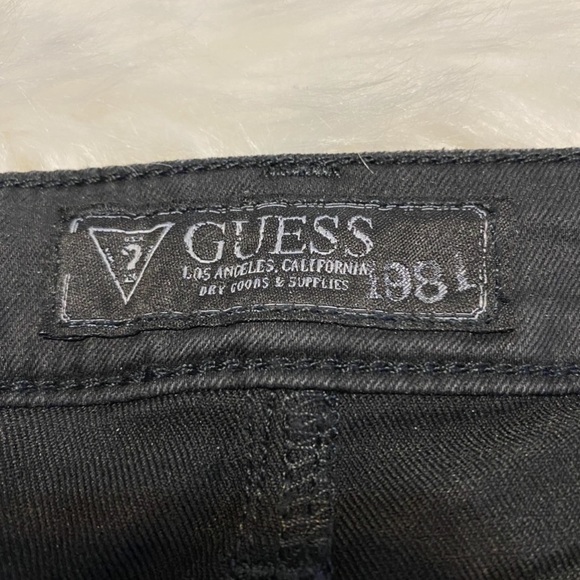 ?
GUESS
LOS ANGELES, CALIFORNIA
DRY GOODS & SUPPLIES
1981